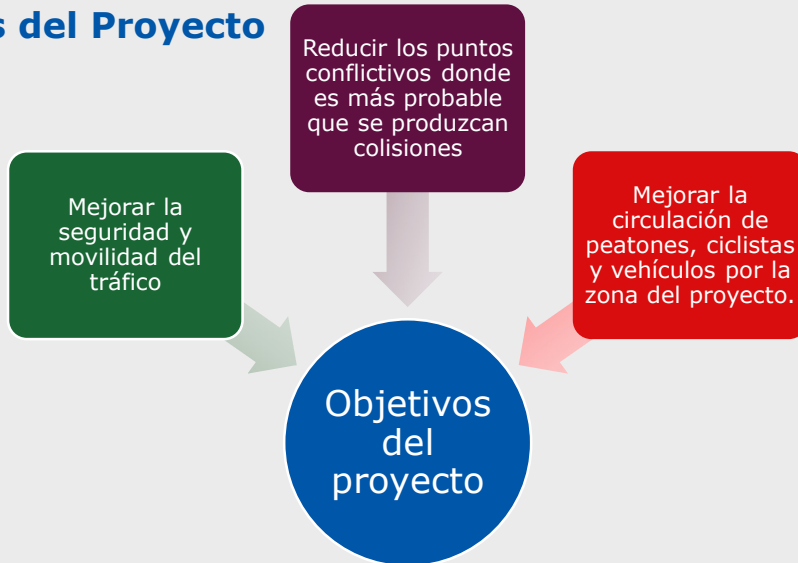 s del Proyecto
Reducir los puntos
conflictivos donde
es más probable
que se produzcan
colisiones
Mejorar la
seguridad y
movilidad del
tráfico
Mejorar la
circulación de
peatones, ciclistas
y vehículos por la
zona del proyecto.
Objetivos
del
proyecto